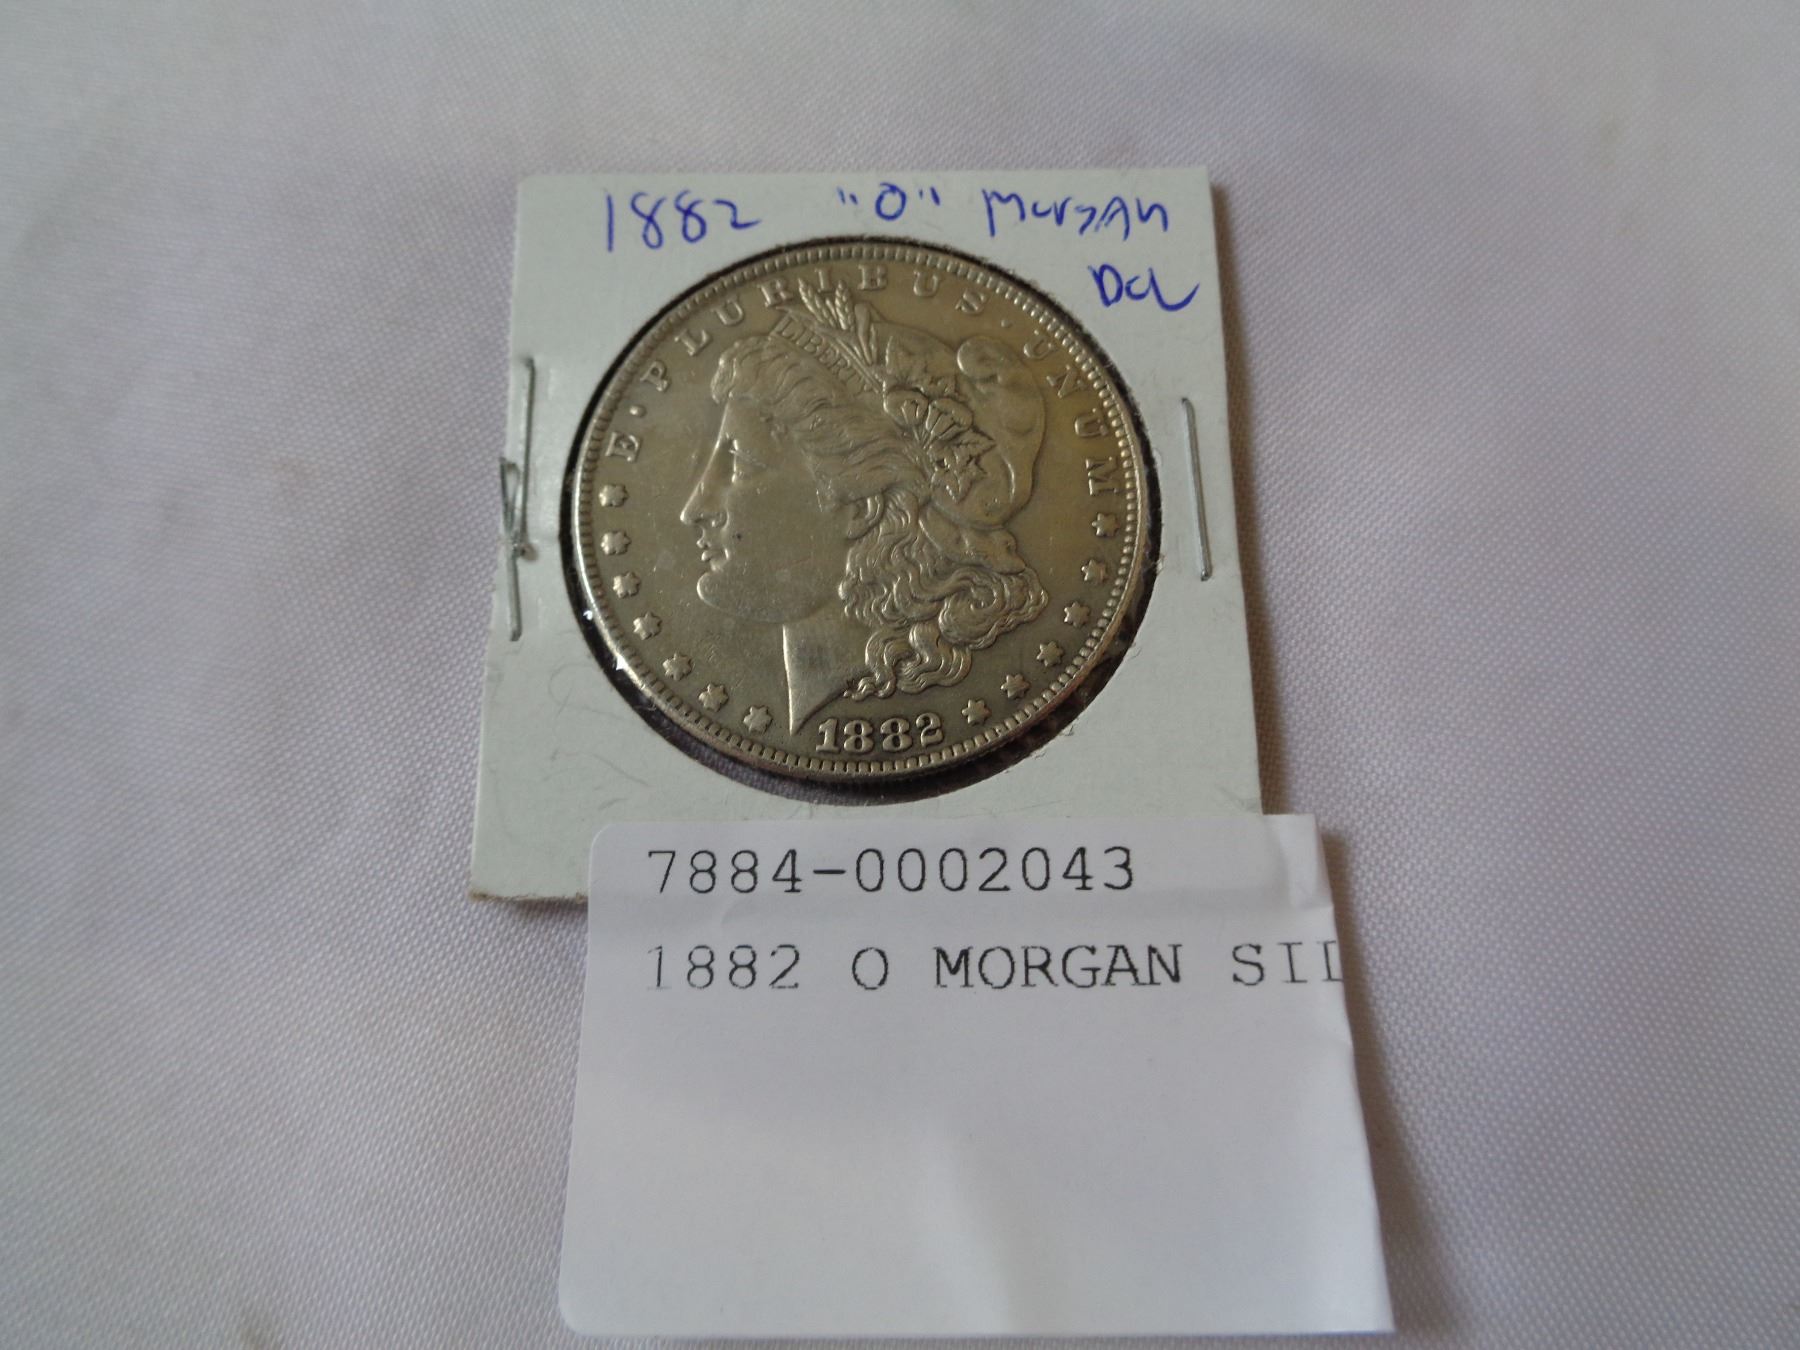 1882 "O" Morgan
Dol
E·PLURIBUS·UNUM
LIBERTY
1882
7884-0002043
1882 O MORGAN SIL